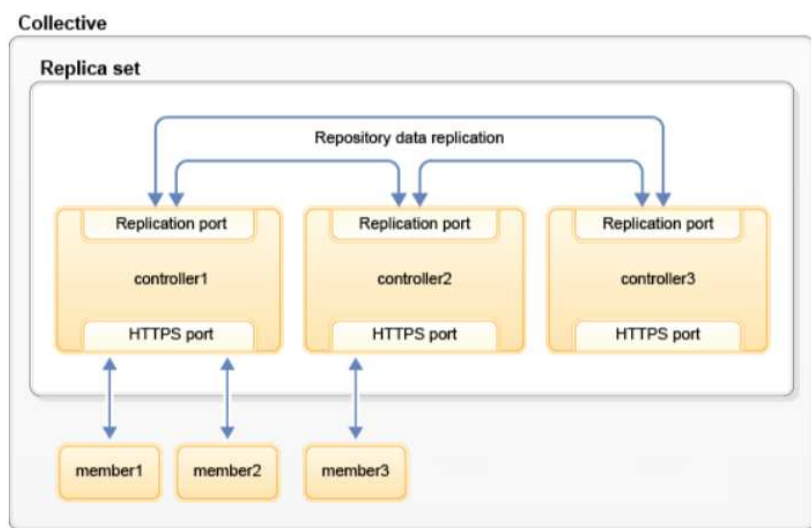 Collective
Replica set
Repository data replication
Replication port
Replication port
Replication port
controller1
controller2
controller3
HTTPS port
HTTPS port
HTTPS port
member1
member2
member3